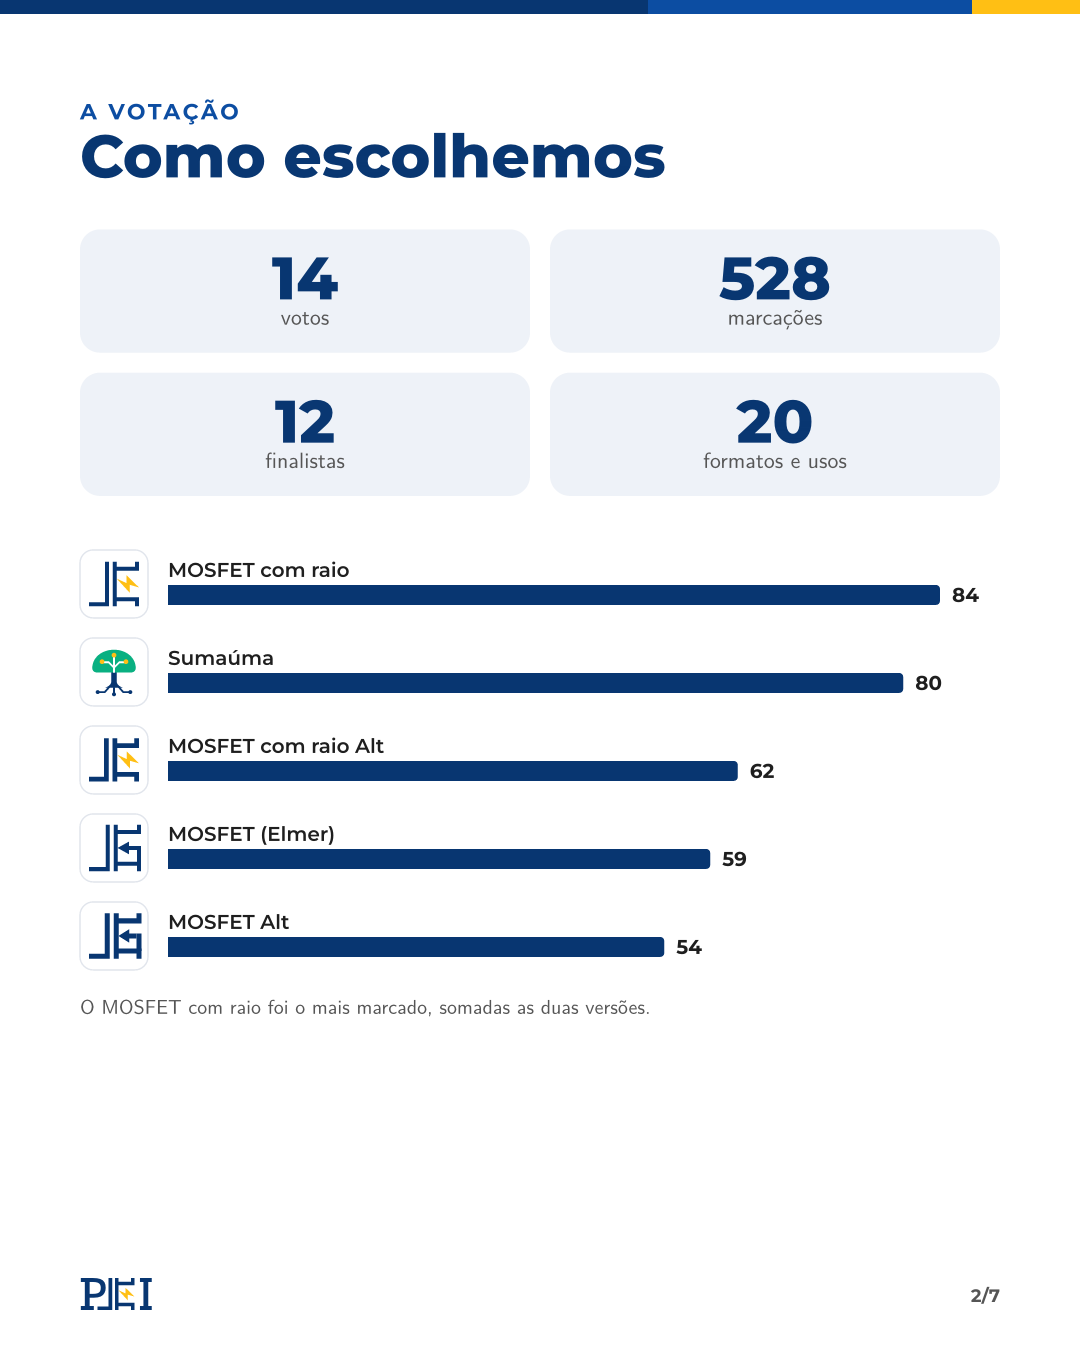 A VOTAÇÃO
Como escolhemos
14
votos
528
marcações
12
finalistas
20
formatos e usos
MOSFET com raio
84
Sumaúma
80
MOSFET com raio Alt
62
MOSFET (Elmer)
59
MOSFET Alt
54
O MOSFET com raio foi o mais marcado, somadas as duas versões.
PEI
2/7